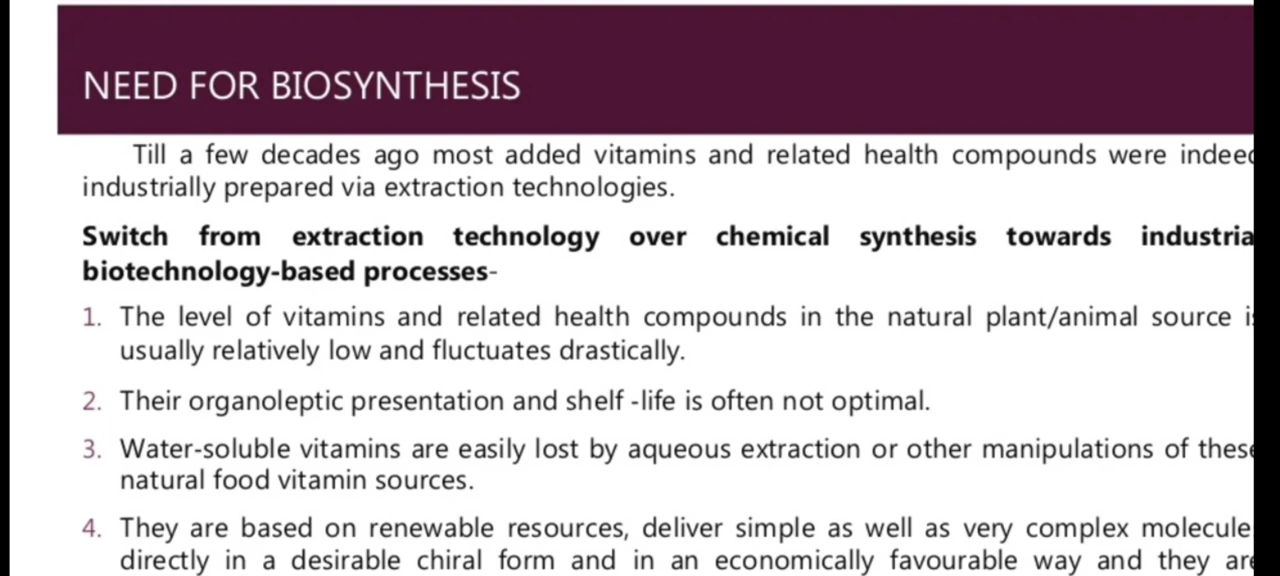 NEED FOR BIOSYNTHESIS
Till a few decades ago most added vitamins and related health compounds were indeed
industrially prepared via extraction technologies.
Switch from extraction technology over chemical synthesis towards industria
biotechnology-based processes-
1. The level of vitamins and related health compounds in the natural plant/animal source is
usually relatively low and fluctuates drastically.
2. Their organoleptic presentation and shelf -life is often not optimal.
3. Water-soluble vitamins are easily lost by aqueous extraction or other manipulations of these
natural food vitamin sources.
4. They are based on renewable resources, deliver simple as well as very complex molecule
directly in a desirable chiral form and in an economically favourable way and they are